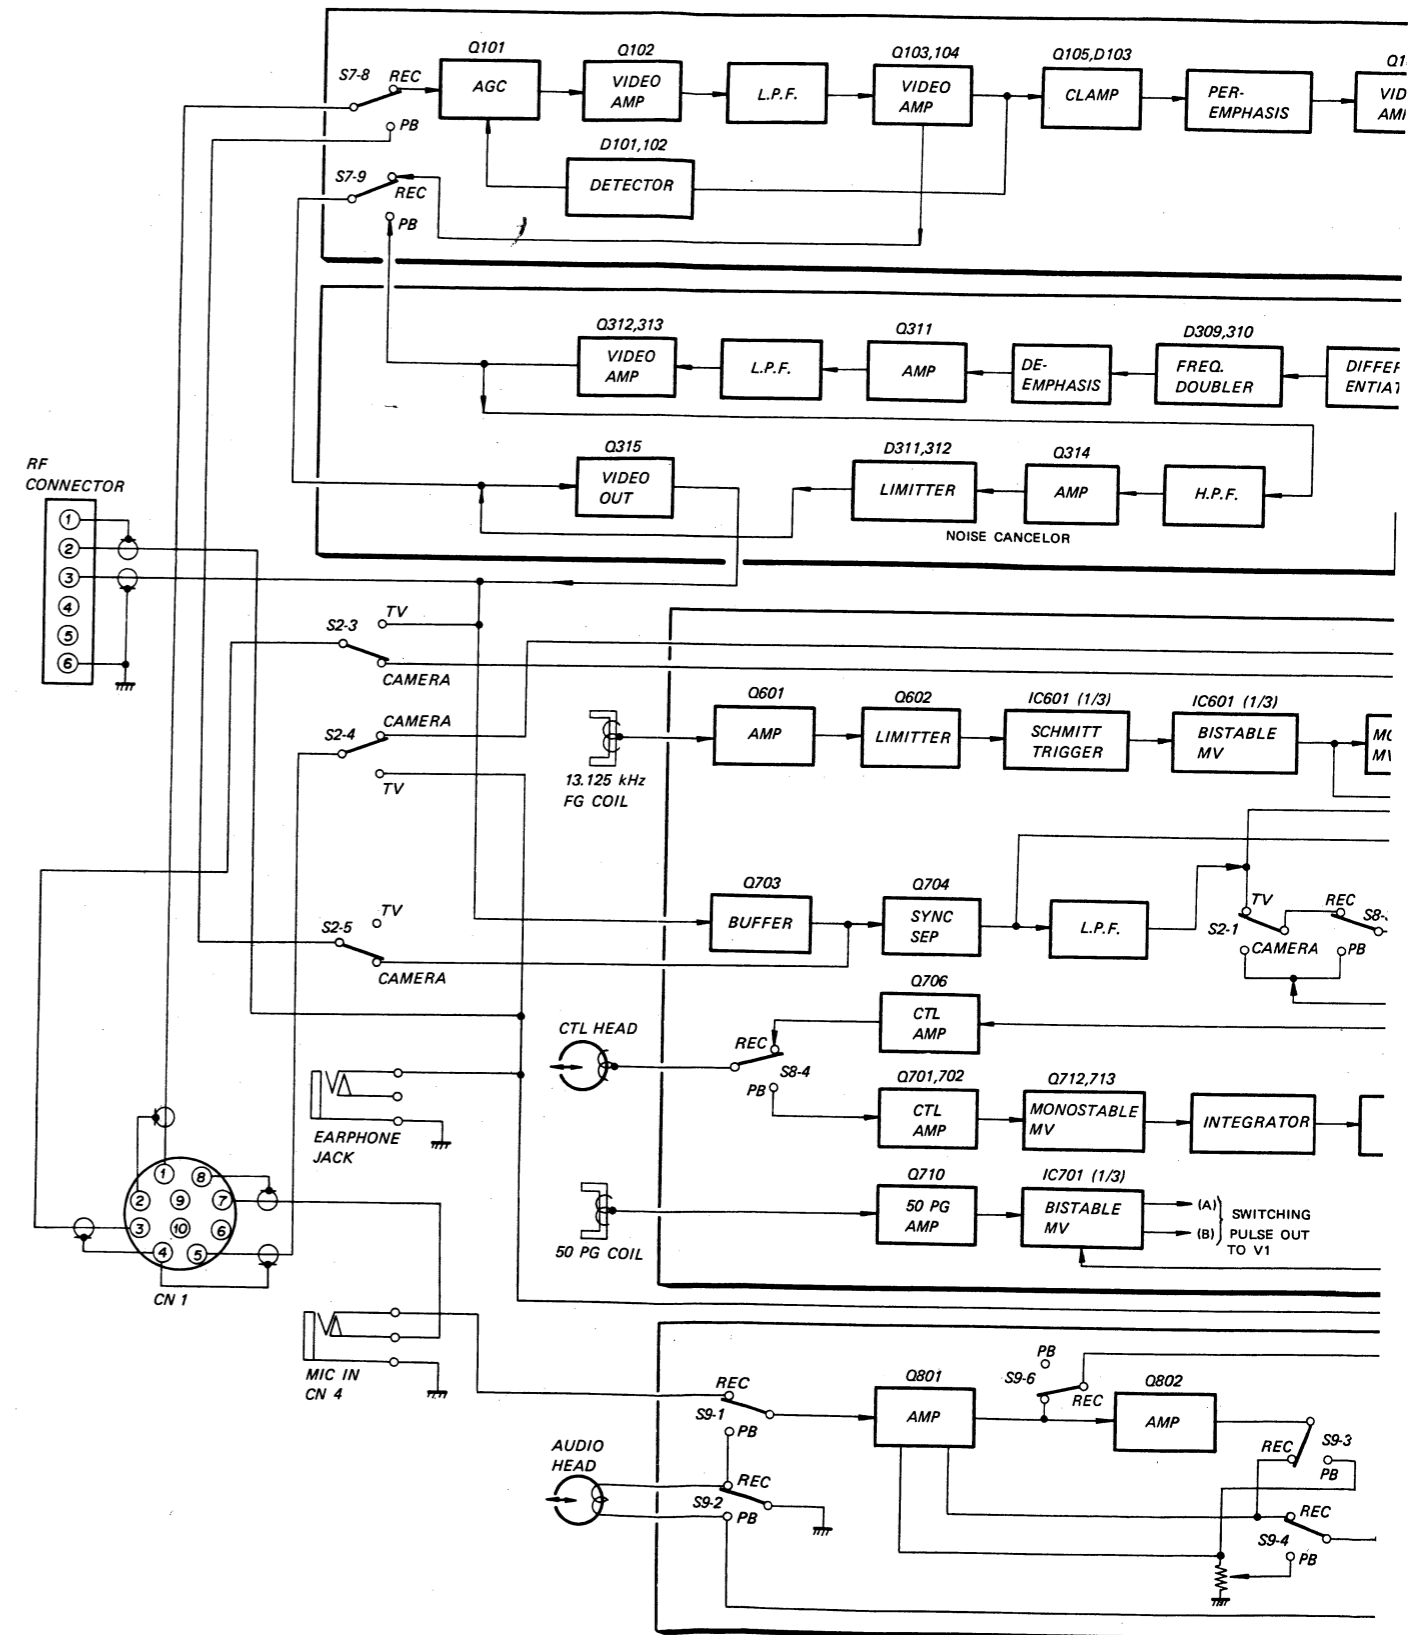 Q101
Q102
Q103,104
Q105,D103
Q10
S7-8
REC
AGC
VIDEO
AMP
L.P.F.
VIDEO
AMP
CLAMP
PER-
EMPHASIS
VID
AMI
PB
D101,102
DETECTOR
S7-9
REC
PB
Q312,313
Q311
D309,310
VIDEO
AMP
L.P.F.
AMP
DE-
EMPHASIS
FREQ.
DOUBLER
DIFFER
ENTIAT
RF
CONNECTOR
Q315
D311,312
Q314
VIDEO
OUT
LIMITTER
AMP
H.P.F.
NOISE CANCELOR
1
2
3
4
5
6
TV
S2-3
CAMERA
CAMERA
S2-4
TV
13.125 kHz
FG COIL
Q601
Q602
IC601 (1/3)
IC601 (1/3)
AMP
LIMITTER
SCHMITT
TRIGGER
BISTABLE
MV
MO
MV
TV
S2-5
CAMERA
Q703
Q704
BUFFER
SYNC
SEP
L.P.F.
TV
REC
S2-1
S8-
CAMERA
PB
Q706
CTL HEAD
CTL
AMP
REC
S8-4
PB
Q701,702
Q712,713
CTL
AMP
MONOSTABLE
MV
INTEGRATOR
EARPHONE
JACK
1
8
2
9
7
3
10
6
4
5
CN 1
50 PG COIL
Q710
IC701 (1/3)
50 PG
AMP
BISTABLE
MV
(A)
(B)
SWITCHING
PULSE OUT
TO V1
MIC IN
CN 4
REC
S9-1
PB
Q801
AMP
PB
S9-6
REC
Q802
AMP
REC
S9-3
PB
AUDIO
HEAD
REC
S9-2
PB
REC
S9-4
PB